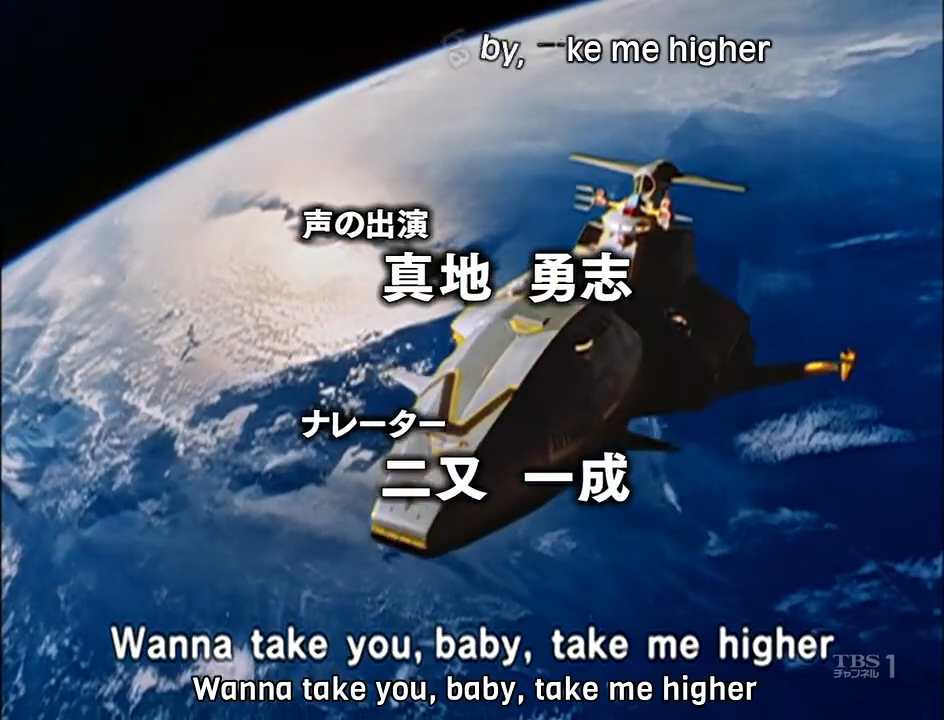 by, ke me higher
声の出演
真地 勇志
ナレーター
二又 一成
Wanna take you, baby, take me higher
TBS
チャンネル1
Wanna take you, baby, take me higher